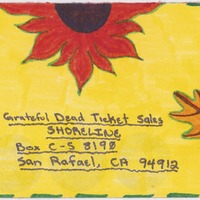 Grateful Dead Ticket Sales
SHORELINE
Box C-S 8190
San Rafael, CA 94912